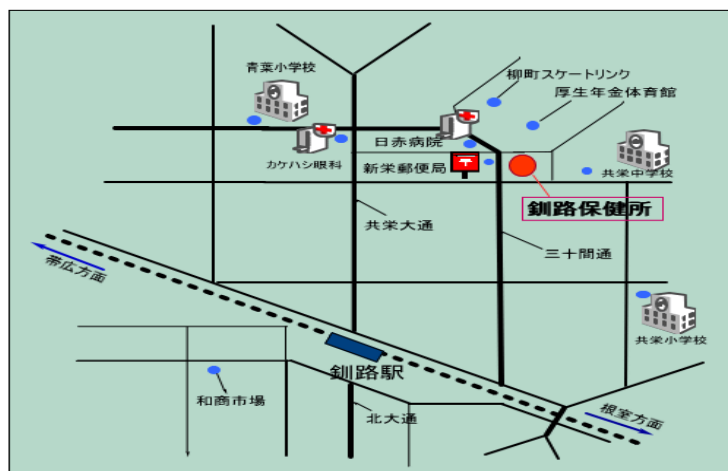 柳町スケートリンク
青葉小学校
厚生年金体育館
日赤病院
カケハシ眼科
新栄郵便局
共栄中学校
釧路保健所
共栄大通
三十間通
帯広方面
共栄小学校
釧路駅
和商市場
北大通
根室方面